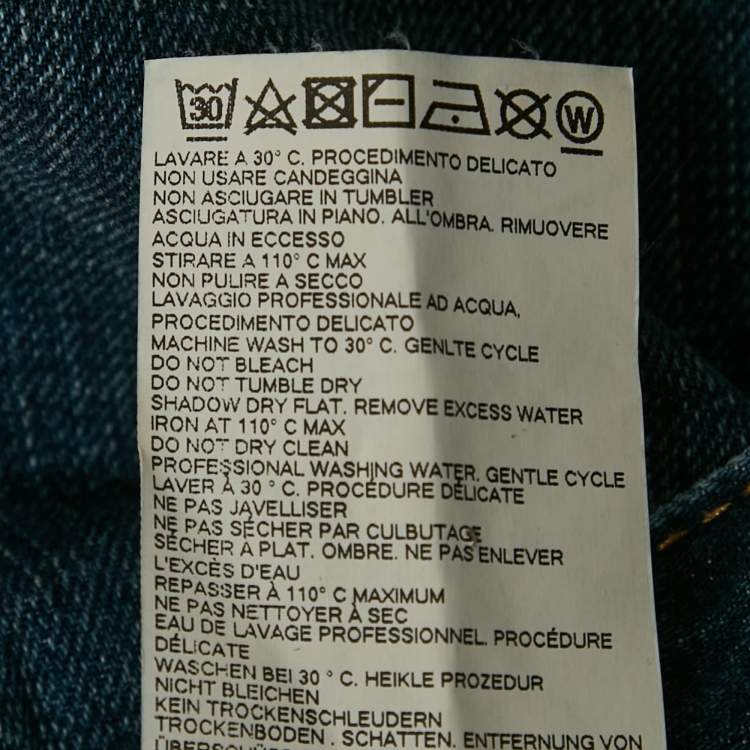 30 W
LAVARE A 30° C. PROCEDIMENTO DELICATO
NON USARE CANDEGGINA
NON ASCIUGARE IN TUMBLER
ASCIUGATURA IN PIANO. ALL'OMBRA. RIMUOVERE
ACQUA IN ECCESSO
STIRARE A 110° C MAX
NON PULIRE A SECCO
LAVAGGIO PROFESSIONALE AD ACQUA,
PROCEDIMENTO DELICATO
MACHINE WASH TO 30° C. GENLTE CYCLE
DO NOT BLEACH
DO NOT TUMBLE DRY
SHADOW DRY FLAT. REMOVE EXCESS WATER
IRON AT 110° C MAX
DO NOT DRY CLEAN
PROFESSIONAL WASHING WATER. GENTLE CYCLE
LAVER À 30 ° C. PROCÉDURE DÉLICATE
NE PAS JAVELLISER
NE PAS SÉCHER PAR CULBUTAGE
SÉCHER À PLAT. OMBRE. NE PAS ENLEVER
L'EXCÈS D'EAU
REPASSER À 110° C MAXIMUM
NE PAS NETTOYER À SEC
EAU DE LAVAGE PROFESSIONNEL. PROCÉDURE
DÉLICATE
WASCHEN BEI 30 ° C. HEIKLE PROZEDUR
NICHT BLEICHEN
KEIN TROCKENSCHLEUDERN
TROCKENBODEN . SCHATTEN. ENTFERNUNG VON